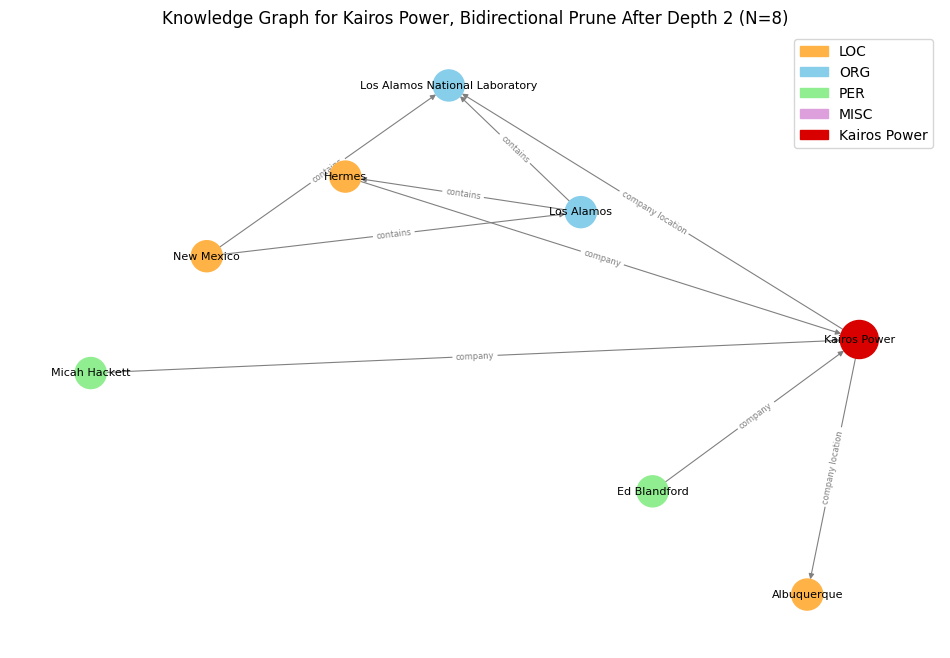 Knowledge Graph for Kairos Power, Bidirectional Prune After Depth 2 (N=8)
LOC
ORG
PER
MISC
Kairos Power
Los Alamos National Laboratory
contains
contains
Hermes
contains
company location
Los Alamos
contains
New Mexico
company
Kairos Power
company
Micah Hackett
company
company location
Ed Blandford
Albuquerque